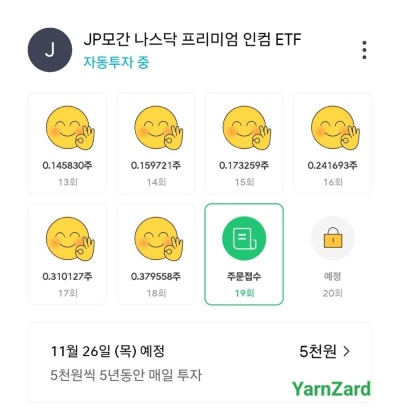 J
JP모간 나스닥 프리미엄 인컴 ETF
자동투자 중
0.145830주
0.159721주
0.173259주
0.241693주
13회
14회
15회
16회
0.310127주
0.379558주
주문접수
예정
17회
18회
19회
20회
11월 26일 (목) 예정
5천원
5천원씩 5년동안 매일 투자
YarnZard